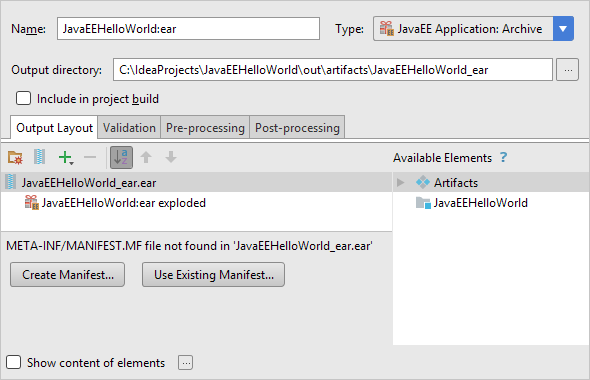 Name: JavaEEHelloWorld:ear Type: JavaEE Application: Archive
Output directory: C:\IdeaProjects\JavaEEHelloWorld\out\artifacts\JavaEEHelloWorld_ear ...
Include in project build
Output Layout Validation Pre-processing Post-processing
Available Elements ?
JavaEEHelloWorld_ear.ear Artifacts
JavaEEHelloWorld:ear exploded JavaEEHelloWorld
META-INF/MANIFEST.MF file not found in 'JavaEEHelloWorld_ear.ear'
Create Manifest... Use Existing Manifest...
Show content of elements ...